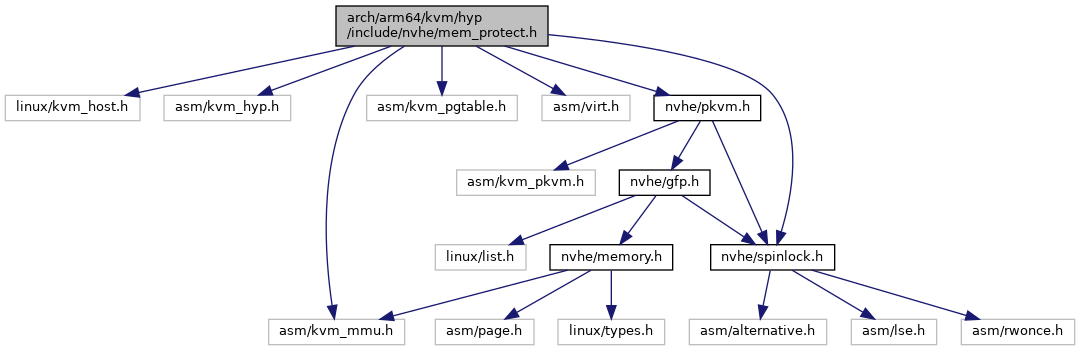 arch/arm64/kvm/hyp
/include/nvhe/mem_protect.h
linux/kvm_host.h
asm/kvm_hyp.h
asm/kvm_pgtable.h
asm/virt.h
nvhe/pkvm.h
asm/kvm_pkvm.h
nvhe/gfp.h
linux/list.h
nvhe/memory.h
nvhe/spinlock.h
asm/kvm_mmu.h
asm/page.h
linux/types.h
asm/alternative.h
asm/lse.h
asm/rwonce.h